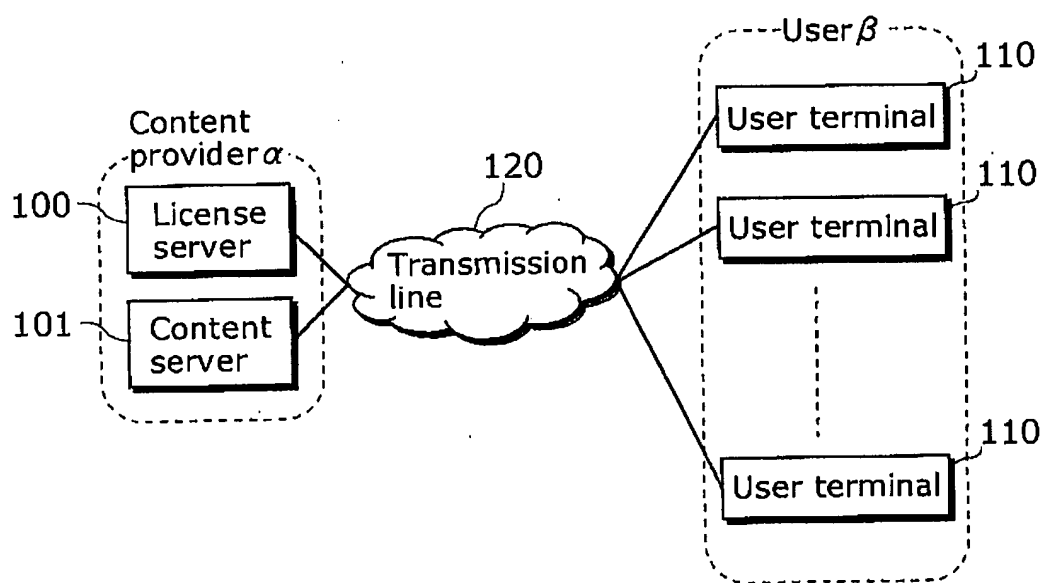 Content
provider α
100
License
server
101
Content
server
120
Transmission
line
User β
110
User terminal
110
User terminal
110
User terminal